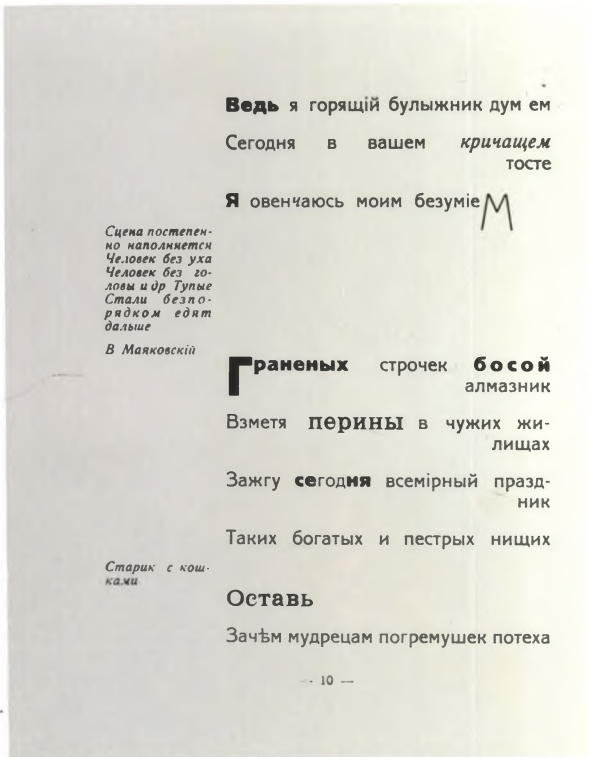 Ведь я горящій булыжник дум ем
Сегодня в вашем кричащем
тосте
Я овенчаюсь моим безуміеМ
Сцена постепен-
но наполняется
Человек без уха
Человек без го-
ловы и др Тупые
Стали безпо-
рядком едят
дальше
В Маяковскій
Граненых строчек босой
алмазник
Взметя перины в чужих жи-
лищах
Зажгу сегодня всемірный празд-
ник
Таких богатых и пестрых нищих
Старик с кош-
ками
Оставь
Зачѣм мудрецам погремушек потеха
— 10 —